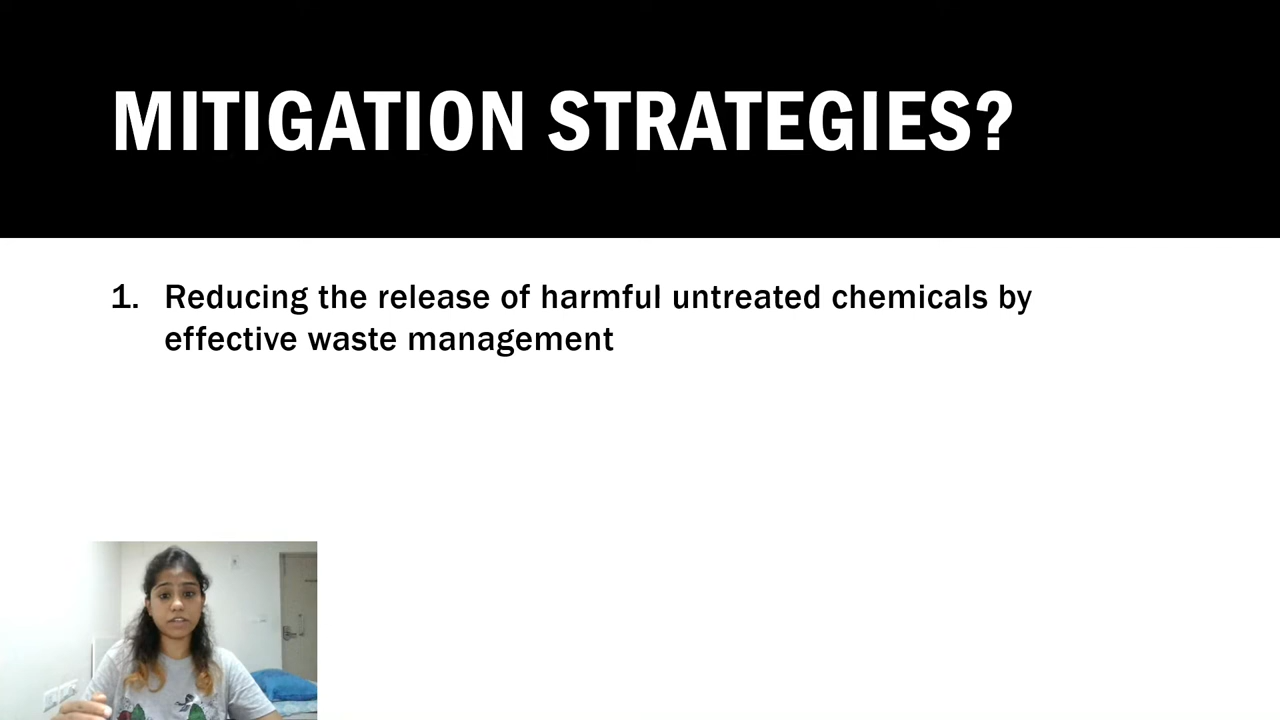 MITIGATION STRATEGIES?
1. Reducing the release of harmful untreated chemicals by
effective waste management